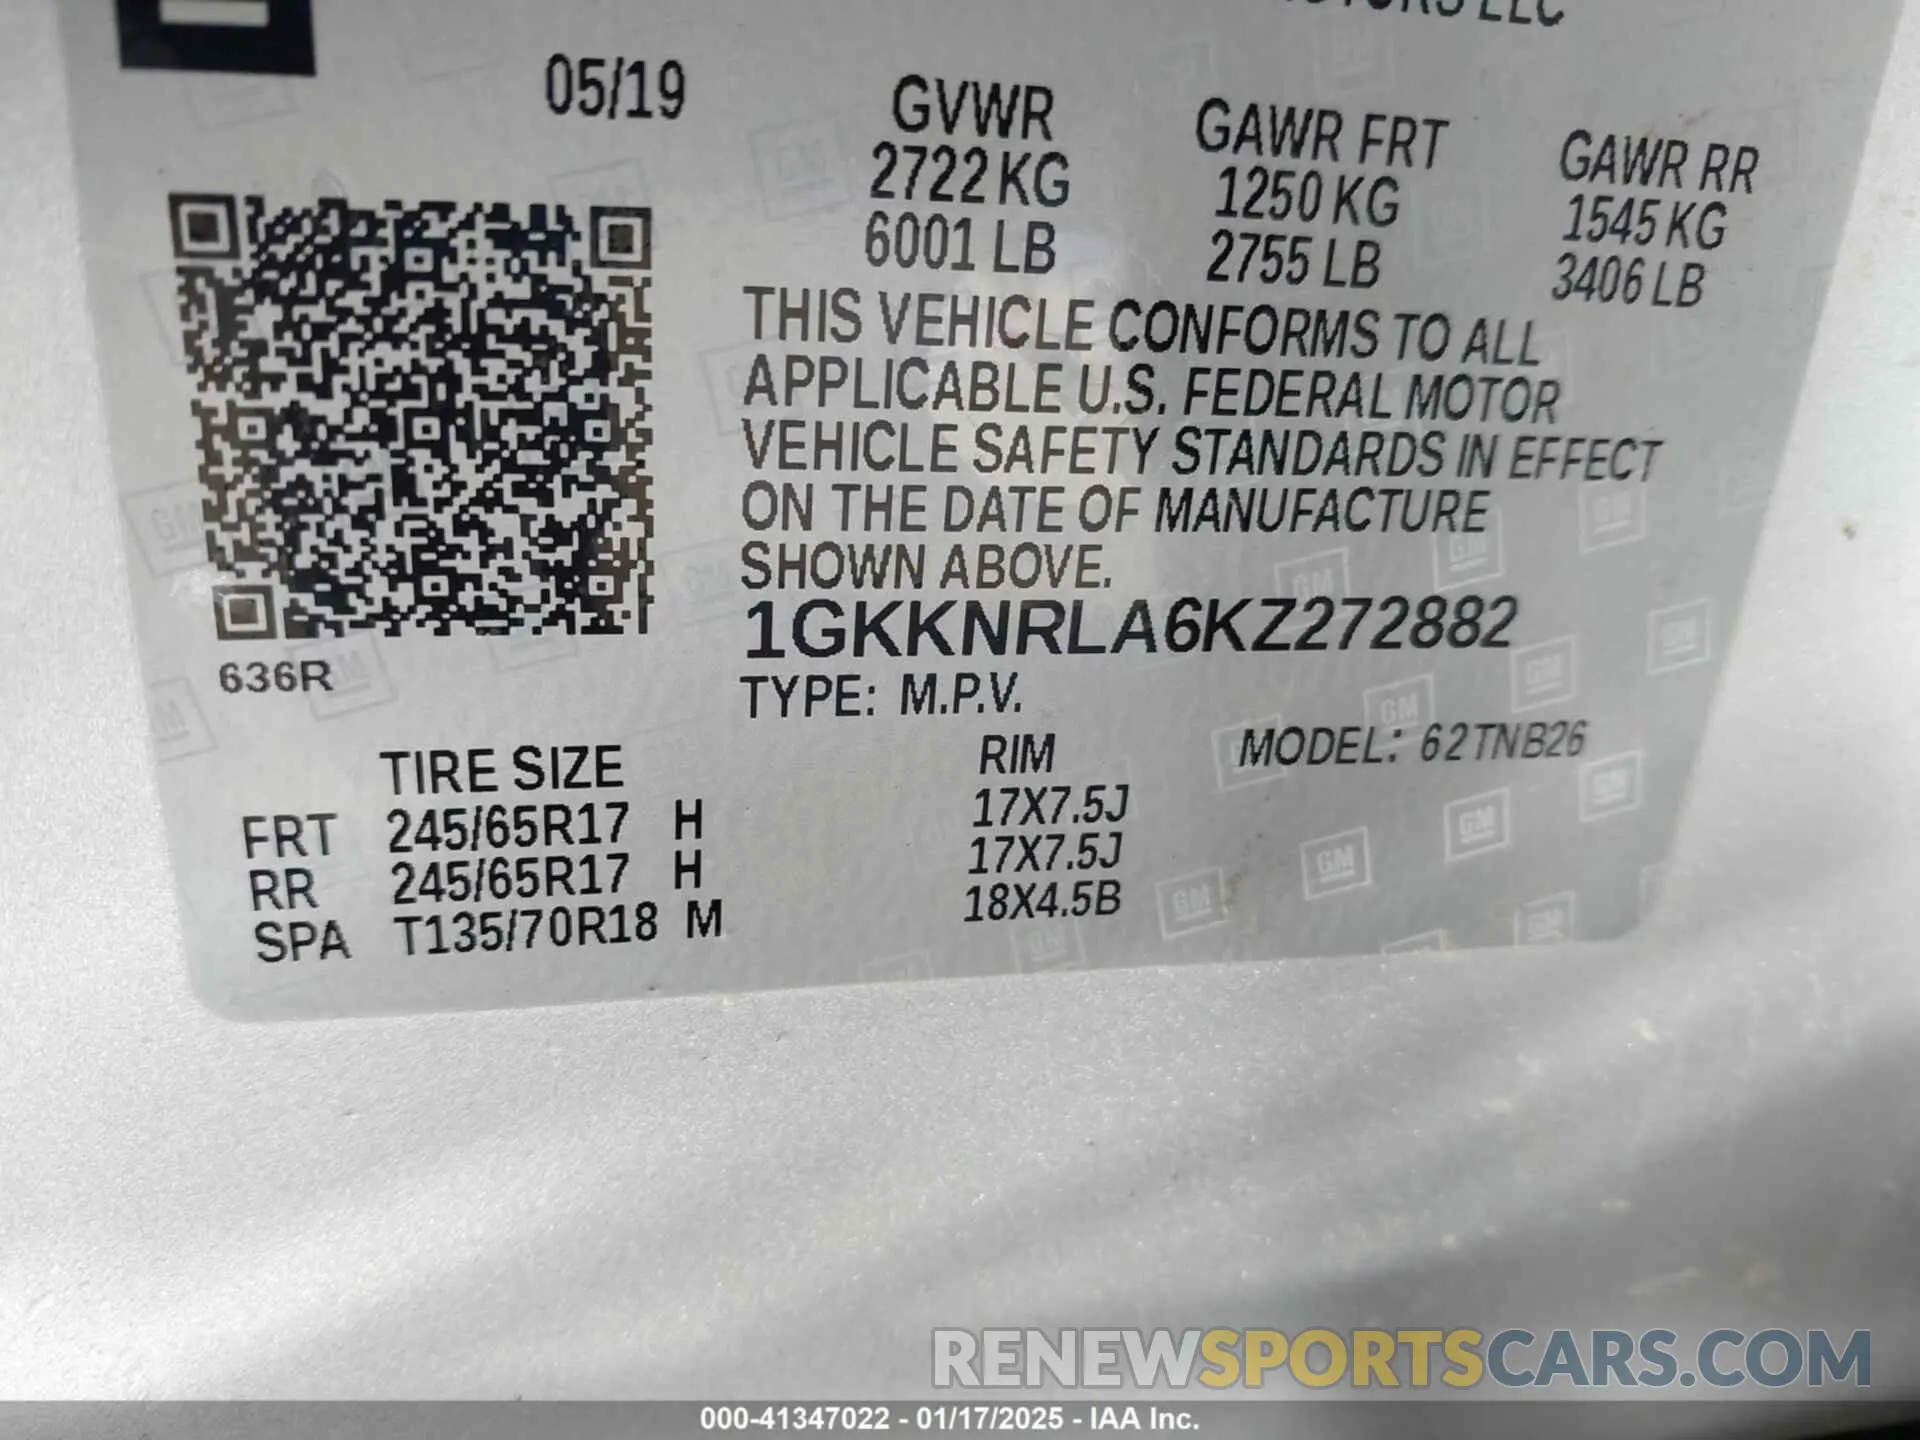 LLC
05/19
GVWR
2722 KG
6001 LB
GAWR FRT
1250 KG
2755 LB
GAWR RR
1545 KG
3406 LB
THIS VEHICLE CONFORMS TO ALL
APPLICABLE U.S. FEDERAL MOTOR
VEHICLE SAFETY STANDARDS IN EFFECT
ON THE DATE OF MANUFACTURE
SHOWN ABOVE.
1GKKNRLA6KZ272882
TYPE: M.P.V.
636R
MODEL: 62TNB26
TIRE SIZE RIM
FRT 245/65R17 H 17X7.5J
RR 245/65R17 H 17X7.5J
SPA T135/70R18 M 18X4.5B
RENEWSPORTSCARS.COM
000-41347022 - 01/17/2025 - IAA Inc.